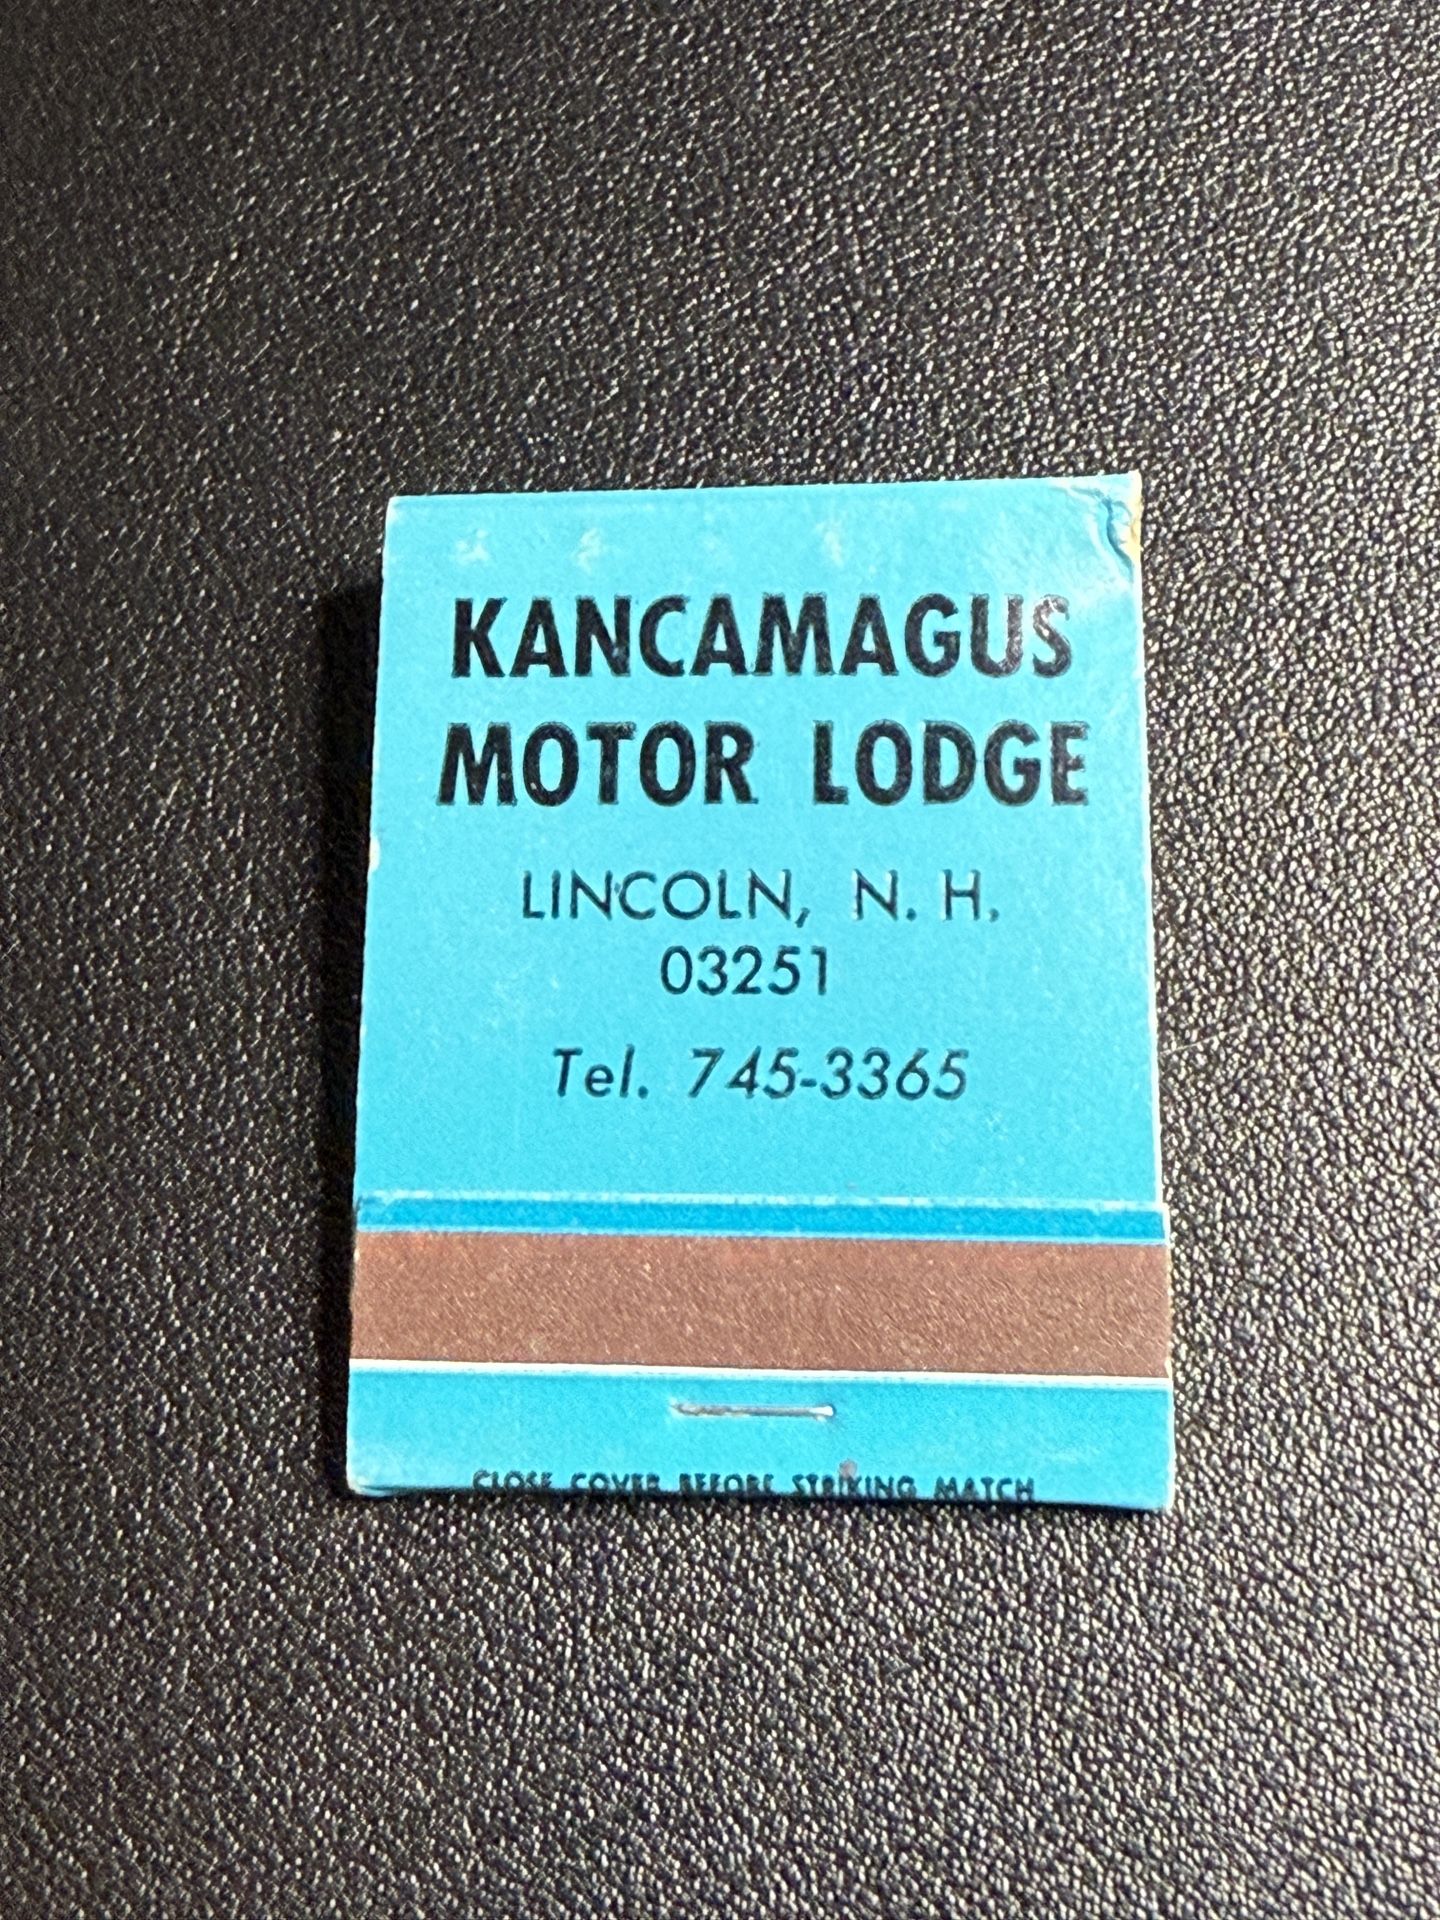 KANCAMAGUS
MOTOR LODGE
LINCOLN, N. H.
03251
Tel. 745-3365
CLOSE COVER BEFORE STRIKING MATCH